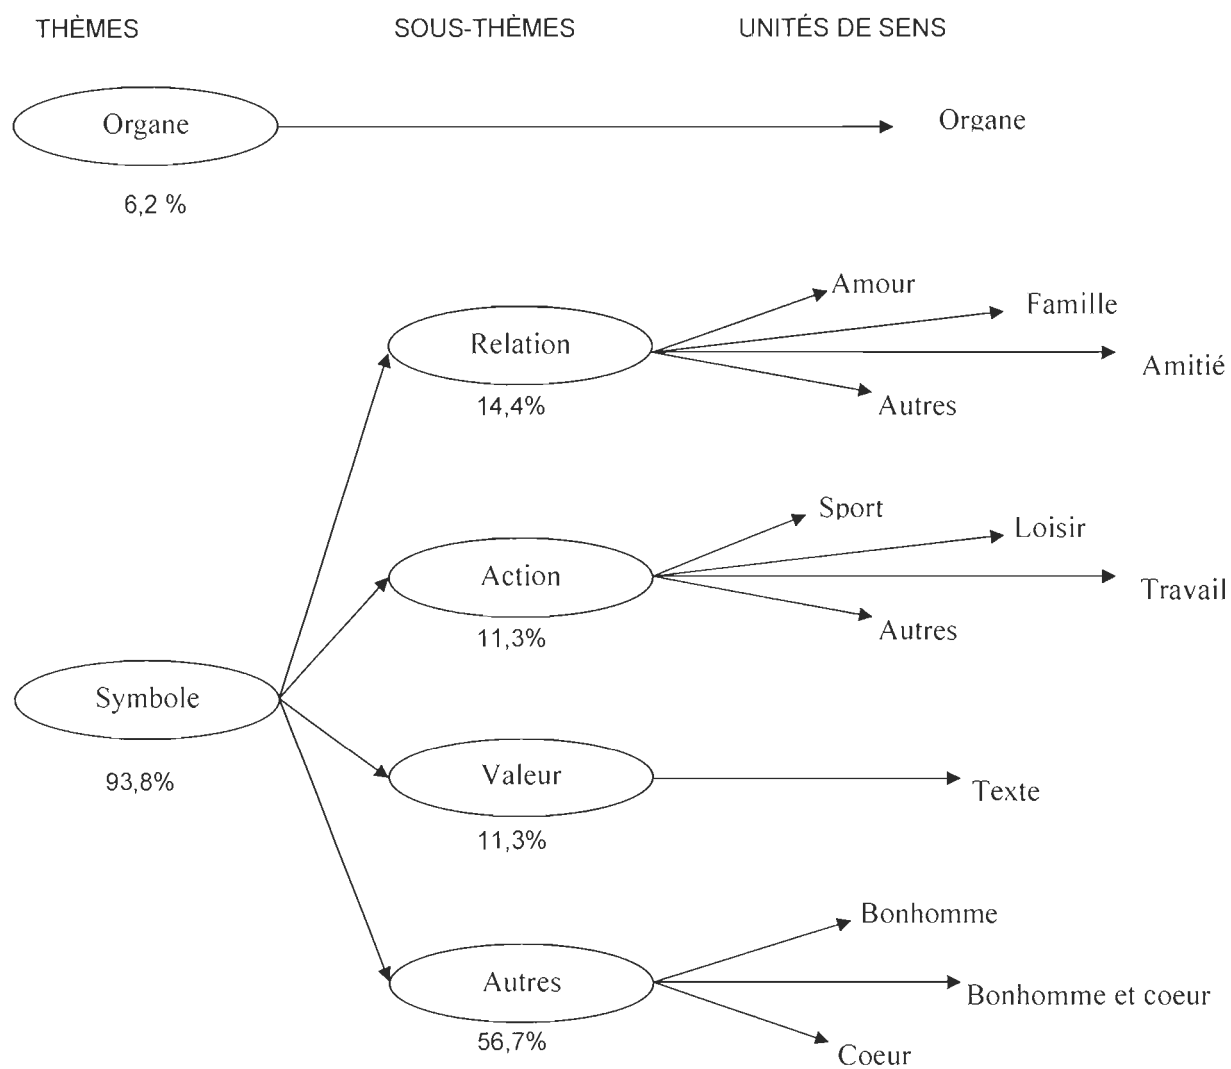 THÈMES SOUS-THÈMES UNITÉS DE SENS
Organe
Organe
6,2 %
Amour
Famille
Relation
Amitié
Autres
14,4%
Sport
Loisir
Action
Travail
Autres
11,3%
Symbole
93,8%
Valeur
Texte
11,3%
Bonhomme
Autres
Bonhomme et coeur
56,7%
Coeur